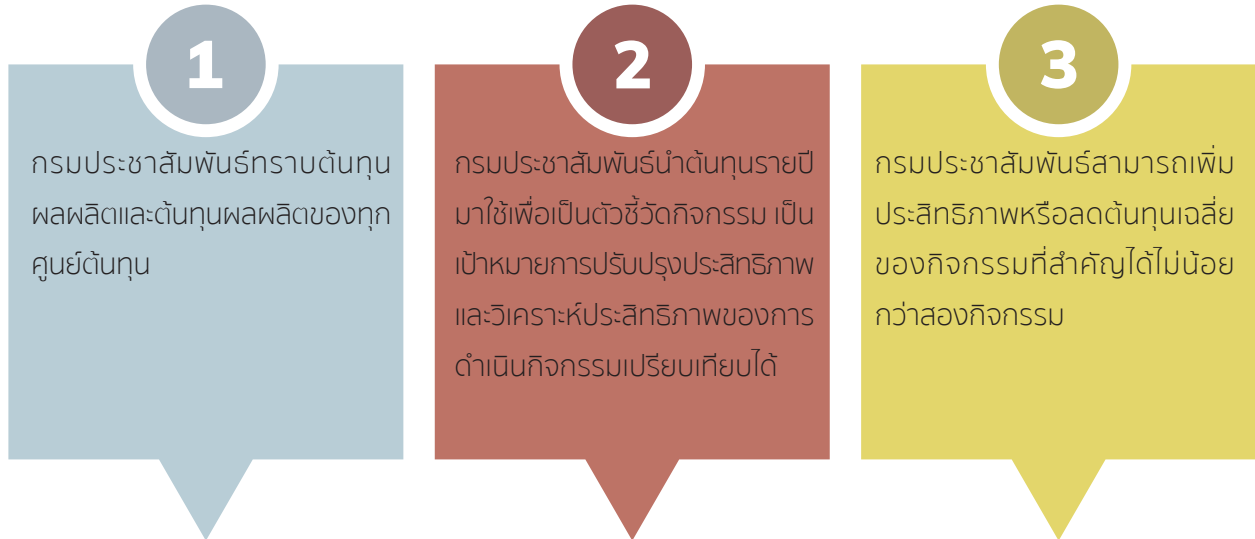 1
กรมประชาสัมพันธ์ทราบต้นทุน
ผลผลิตและต้นทุนผลผลิตของทุก
ศูนย์ต้นทุน
2
กรมประชาสัมพันธ์นำต้นทุนรายปี
มาใช้เพื่อเป็นตัวชี้วัดกิจกรรม เป็น
เป้าหมายการปรับปรุงประสิทธิภาพ
และวิเคราะห์ประสิทธิภาพของการ
ดำเนินกิจกรรมเปรียบเทียบได้
3
กรมประชาสัมพันธ์สามารถเพิ่ม
ประสิทธิภาพหรือลดต้นทุนเฉลี่ย
ของกิจกรรมที่สำคัญได้ไม่น้อย
กว่าสองกิจกรรม